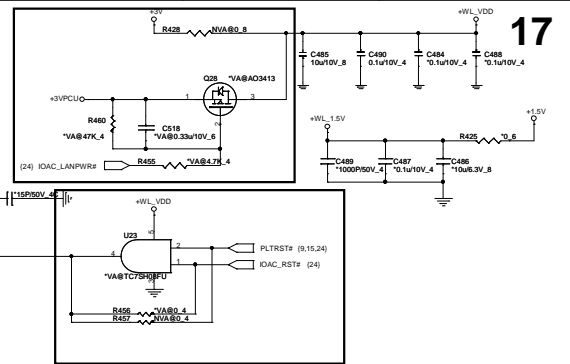 +3V
+WL_VDD
17
R428
NVA@0_8
C485
10u/10V_8
C490
0.1u/10V_4
C484
*0.1u/10V_4
C488
*0.1u/10V_4
Q28
*VA@AO3413
+3VPCU
1
3
2
R460
*VA@47K_4
C518
*VA@0.33u/10V_6
(24) IOAC_LANPWR#
R455
*VA@4.7K_4
+WL_1.5V
+1.5V
R425
*0_6
C489
*1000P/50V_4
C487
*0.1u/10V_4
C486
*10u/6.3V_8
*15P/50V_4C
+WL_VDD
U23
5
4
2
1
PLTRST# (9,15,24)
IOAC_RST# (24)
*VA@TC7SH08FU
R456
*VA@0_4
R457
NVA@0_4